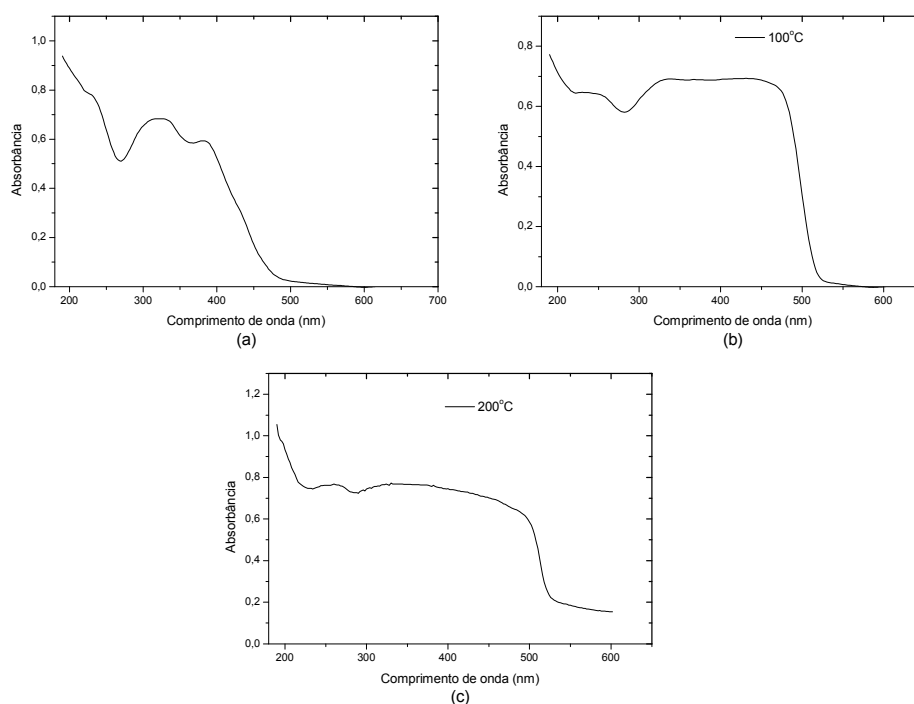 1,0
0,8
0,6
0,4
0,2
0,0
Absorbância
200 300 400 500 600 700
Comprimento de onda (nm)
(a)
100°C
0,8
0,6
0,4
0,2
0,0
Absorbância
200 300 400 500 600
Comprimento de onda (nm)
(b)
200°C
1,2
1,0
0,8
0,6
0,4
0,2
0,0
Absorbância
200 300 400 500 600
Comprimento de onda (nm)
(c)